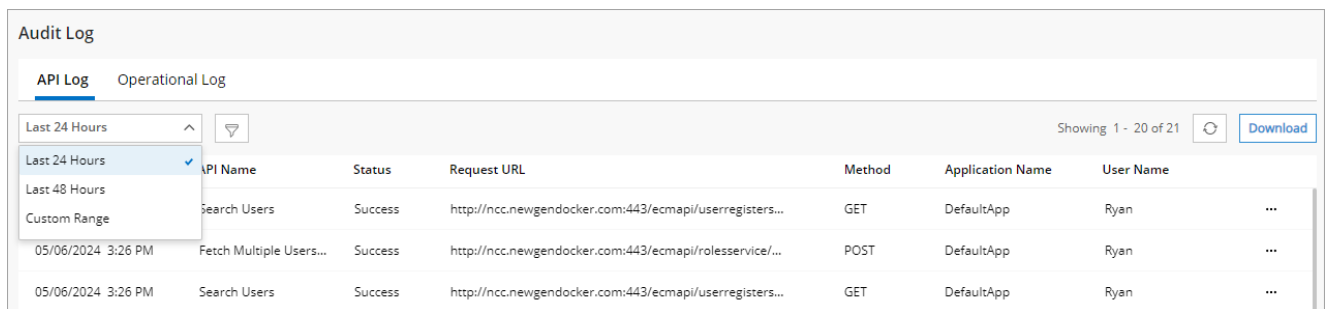 Audit Log
API Log Operational Log
Last 24 Hours Showing 1 - 20 of 21 Download
Last 24 Hours
API Name Status Request URL Method Application Name User Name
Last 48 Hours
Search Users Success http://ncc.newgendocker.com:443/ecmapi/userregisters... GET DefaultApp Ryan ...
Custom Range
05/06/2024 3:26 PM Fetch Multiple Users... Success http://ncc.newgendocker.com:443/ecmapi/rolesservice/... POST DefaultApp Ryan ...
05/06/2024 3:26 PM Search Users Success http://ncc.newgendocker.com:443/ecmapi/userregisters... GET DefaultApp Ryan ...